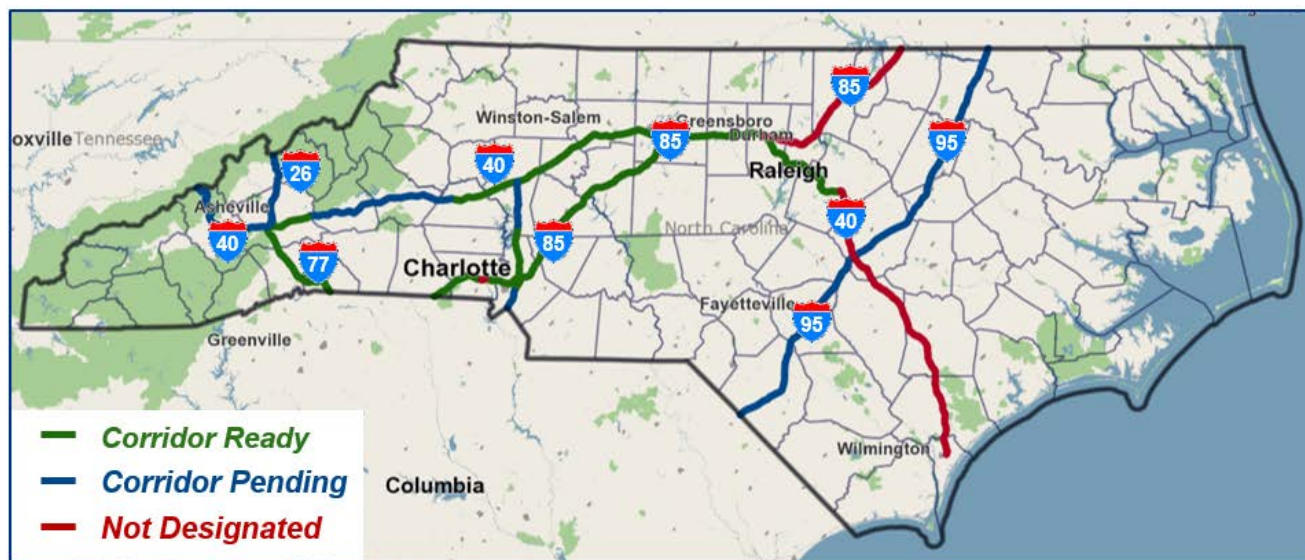 85
Winston-Salem
Greensboro
Durham
oxville Tennessee
95
40
85
26
Raleigh
Asheville
40
North Carolina
40
85
77
Charlotte
Fayetteville
95
Greenville
Corridor Ready
Wilmington
Corridor Pending
Columbia
Not Designated